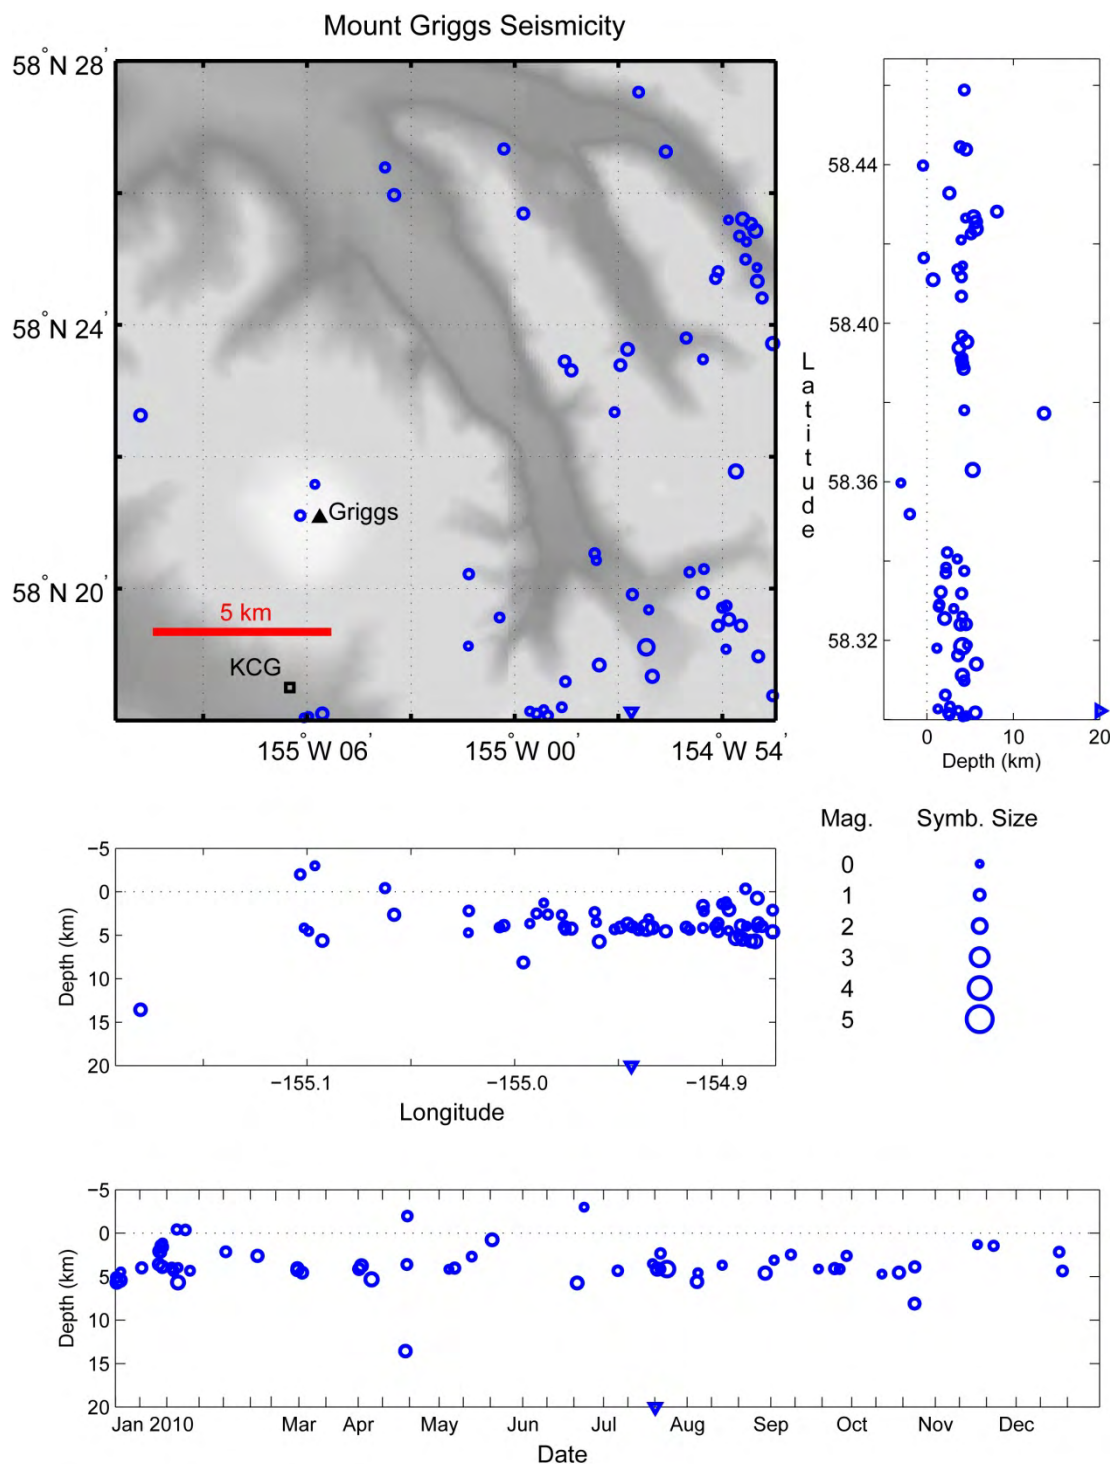 Mount Griggs Seismicity
58°N 28'
58°N 24'
58°N 20'
Griggs
5 km
KCG
155°W 06'
155°W 00'
154°W 54'
58.44
58.40
58.36
58.32
Latitude
0
10
20
Depth (km)
−5
0
5
10
15
20
Depth (km)
−155.1
−155.0
−154.9
Longitude
Mag.
Symb. Size
0
1
2
3
4
5
−5
0
5
10
15
20
Depth (km)
Jan 2010
Mar
Apr
May
Jun
Jul
Aug
Sep
Oct
Nov
Dec
Date